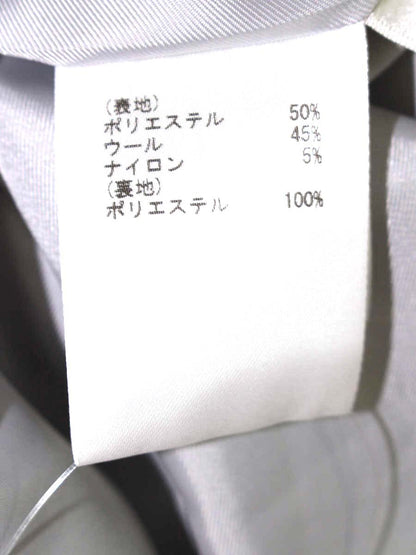 (表地)
ポリエステル 50%
ウール 45%
ナイロン 5%
(裏地)
ポリエステル 100%